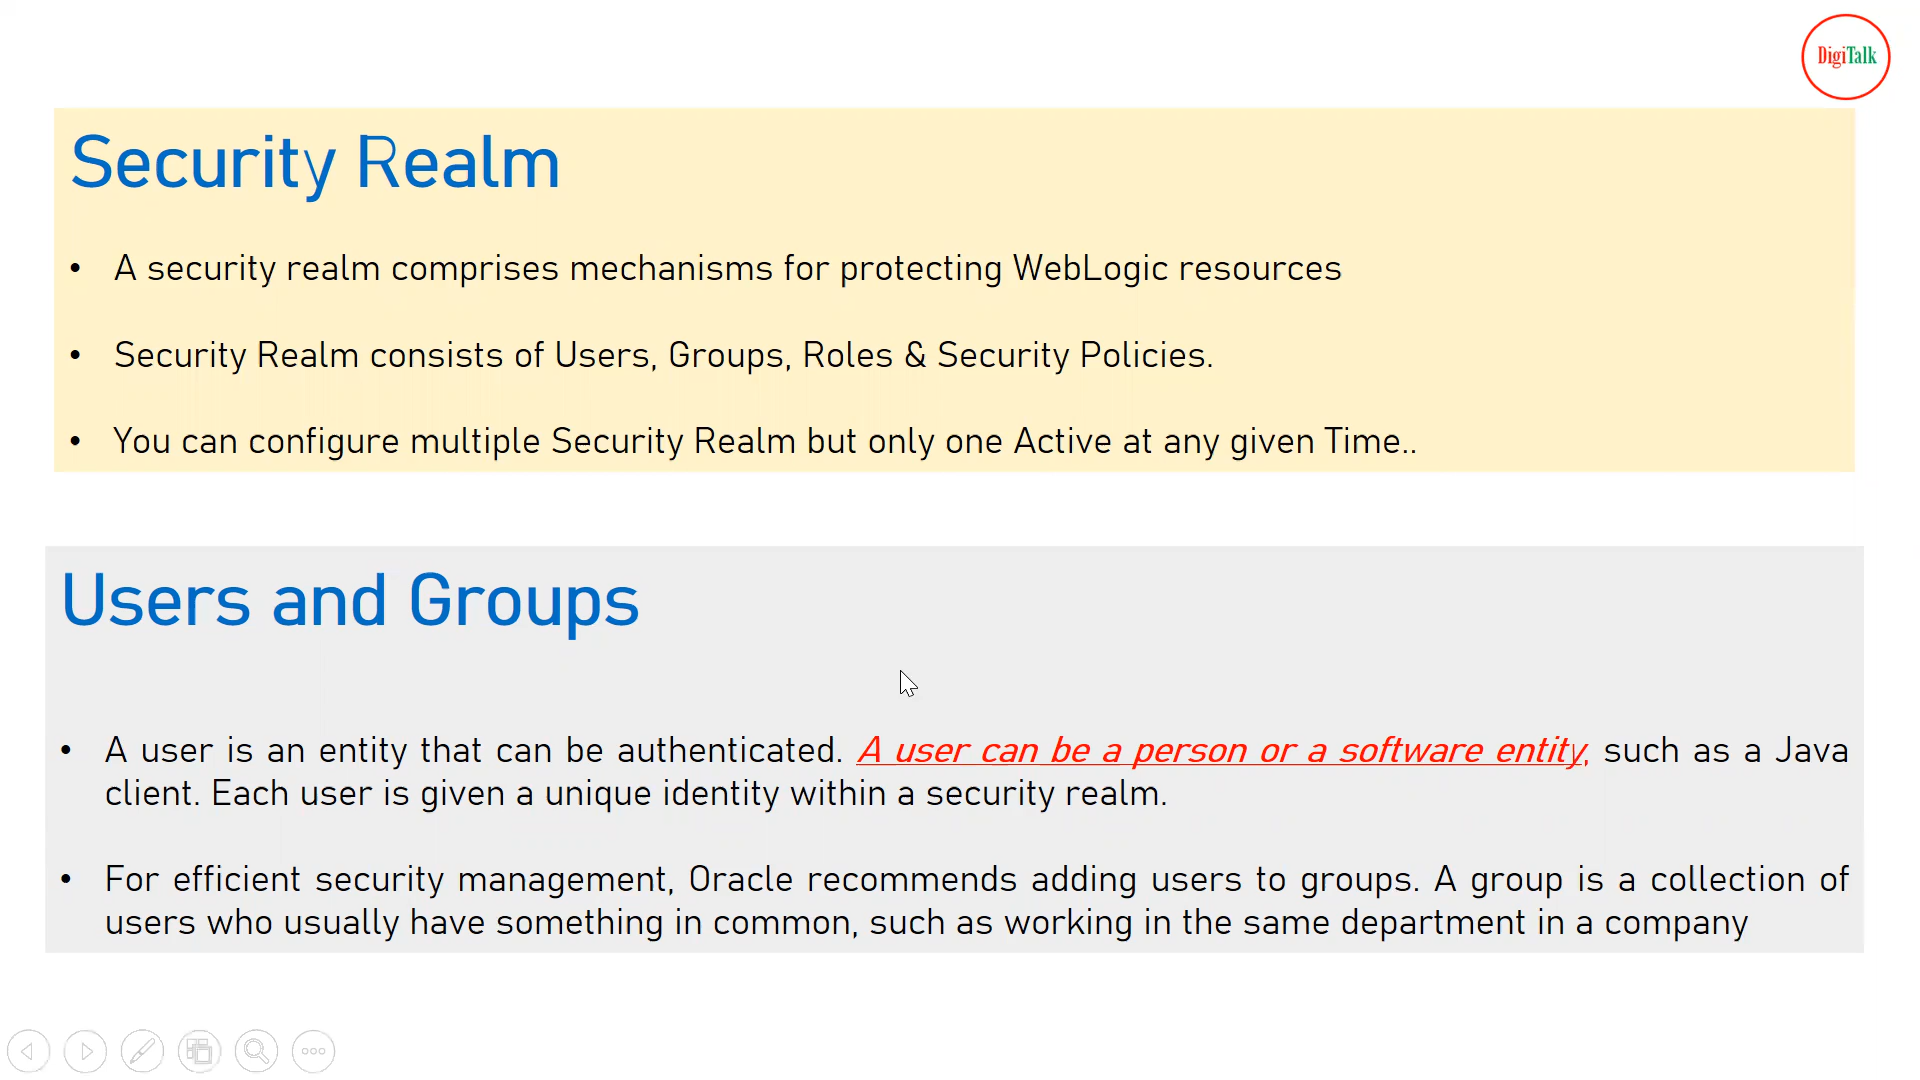 DigiTalk
Security Realm
• A security realm comprises mechanisms for protecting WebLogic resources
• Security Realm consists of Users, Groups, Roles & Security Policies.
• You can configure multiple Security Realm but only one Active at any given Time..
Users and Groups
• A user is an entity that can be authenticated. A user can be a person or a software entity, such as a Java
client. Each user is given a unique identity within a security realm.
• For efficient security management, Oracle recommends adding users to groups. A group is a collection of
users who usually have something in common, such as working in the same department in a company